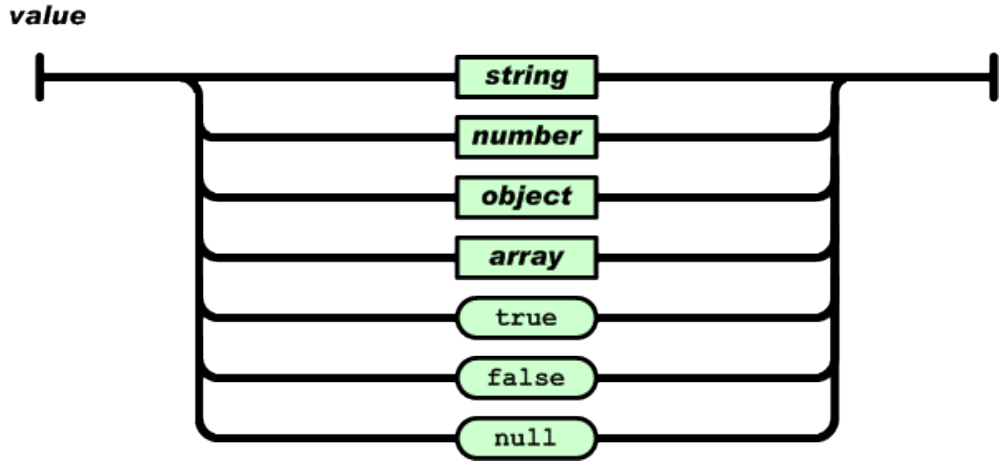 value
string
number
object
array
true
false
null